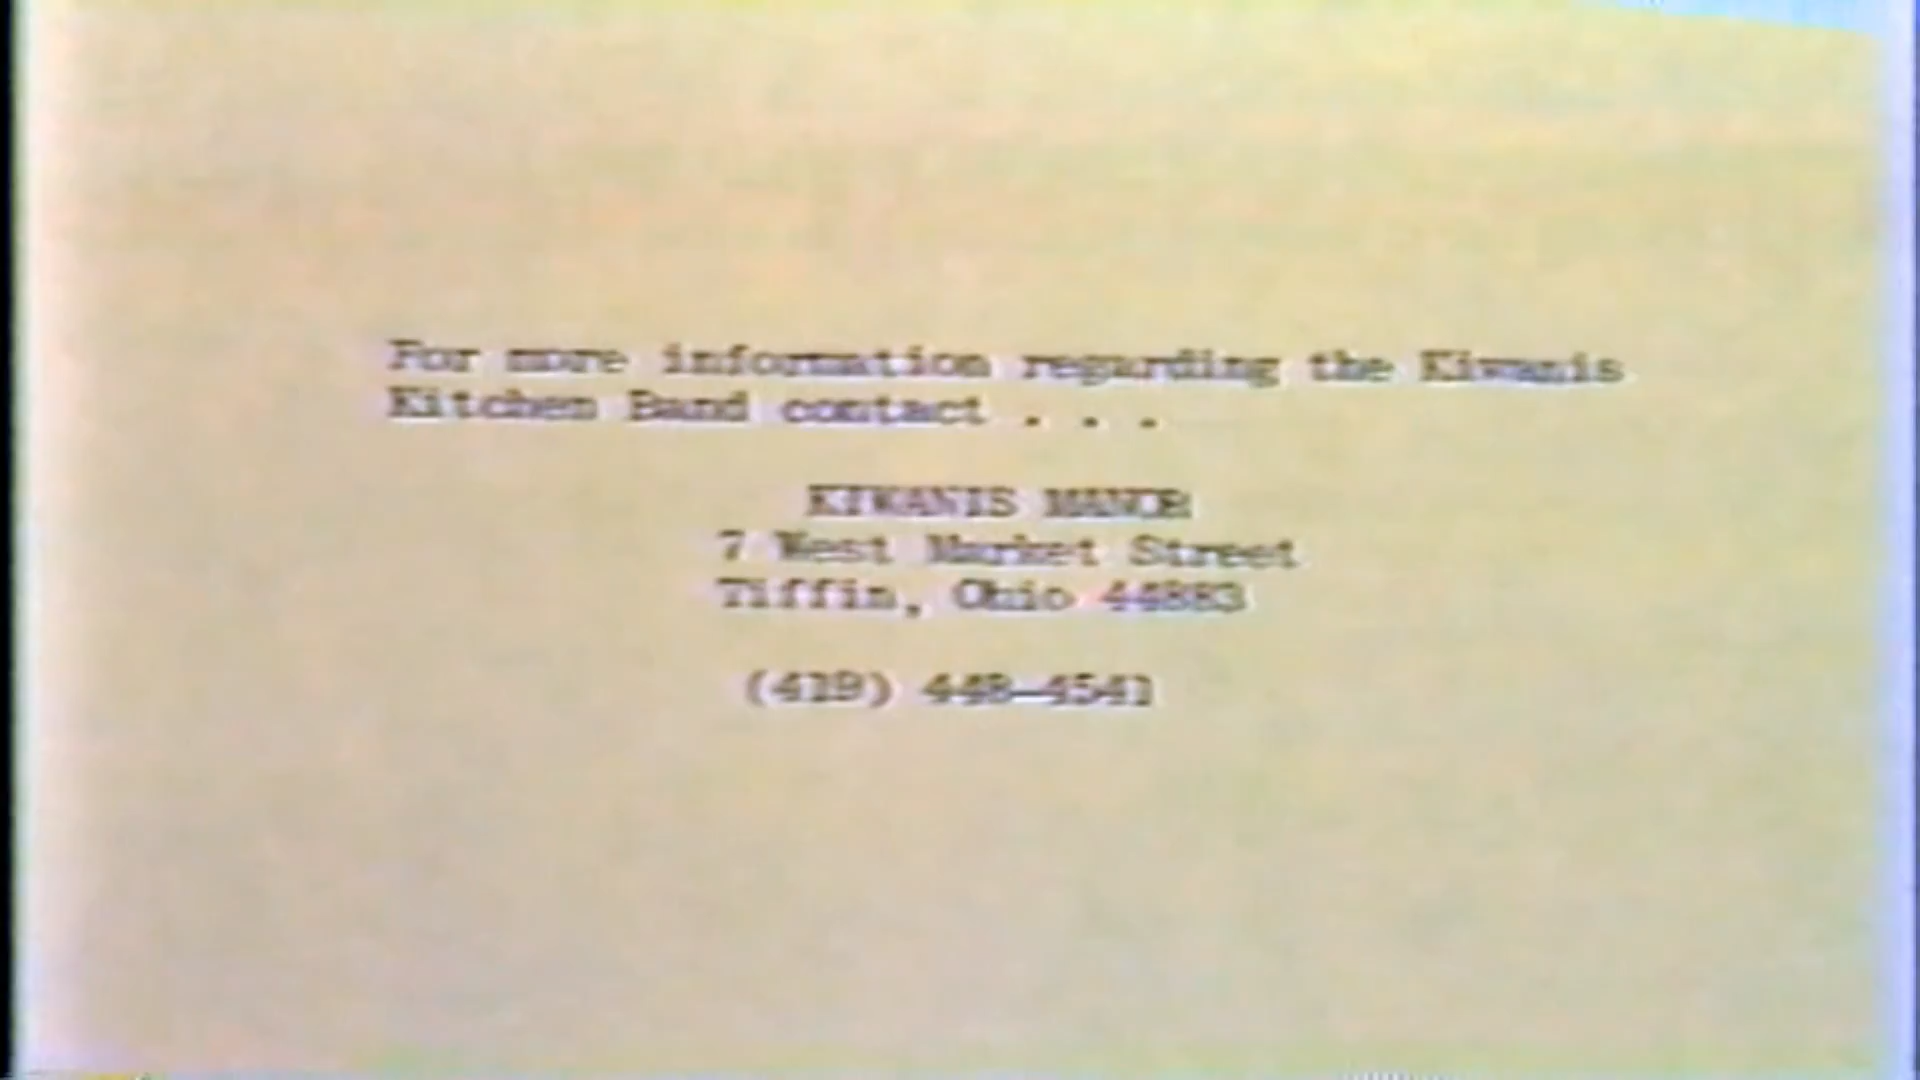 For more information regarding the Kiwanis
Kitchen Band contact . . .
KIWANIS MANOR
7 West Market Street
Tiffin, Ohio 44883
(419) 448-4541